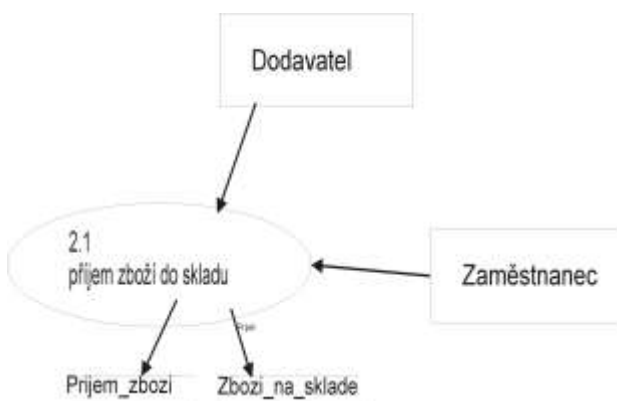 Dodavatel
2.1
příjem zboží do skladu
Zaměstnanec
Prijem_zbozi
Zbozi_na_sklade